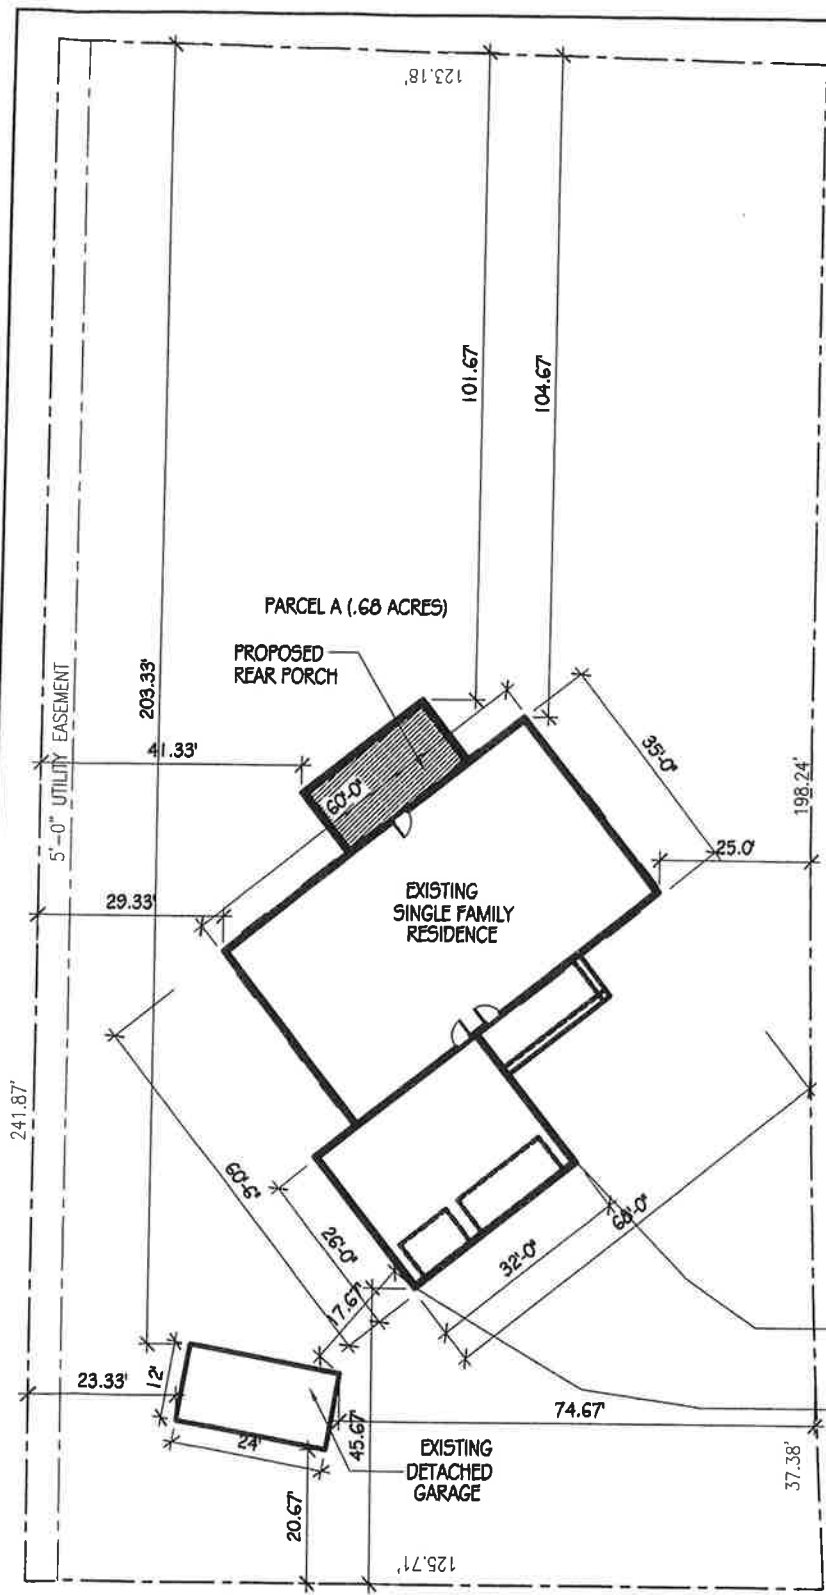 123.18'
101.67'
104.67'
PARCEL A (.68 ACRES)
PROPOSED
REAR PORCH
5'-0" UTILITY EASEMENT
203.33'
41.33'
60'-0"
35'-0"
198.24'
25.0'
EXISTING
SINGLE FAMILY
RESIDENCE
29.33'
241.87'
60'-6"
26'-0"
32'-0"
68'-0"
17.67'
23.33'
12'
24'
45.67'
74.67'
EXISTING
DETACHED
GARAGE
37.38'
20.67'
125.71'